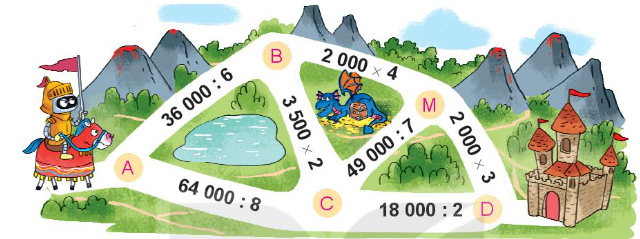 A
36 000 : 6
B
2 000 × 4
M
3 500 × 2
49 000 : 7
2 000 × 3
64 000 : 8
C
18 000 : 2
D